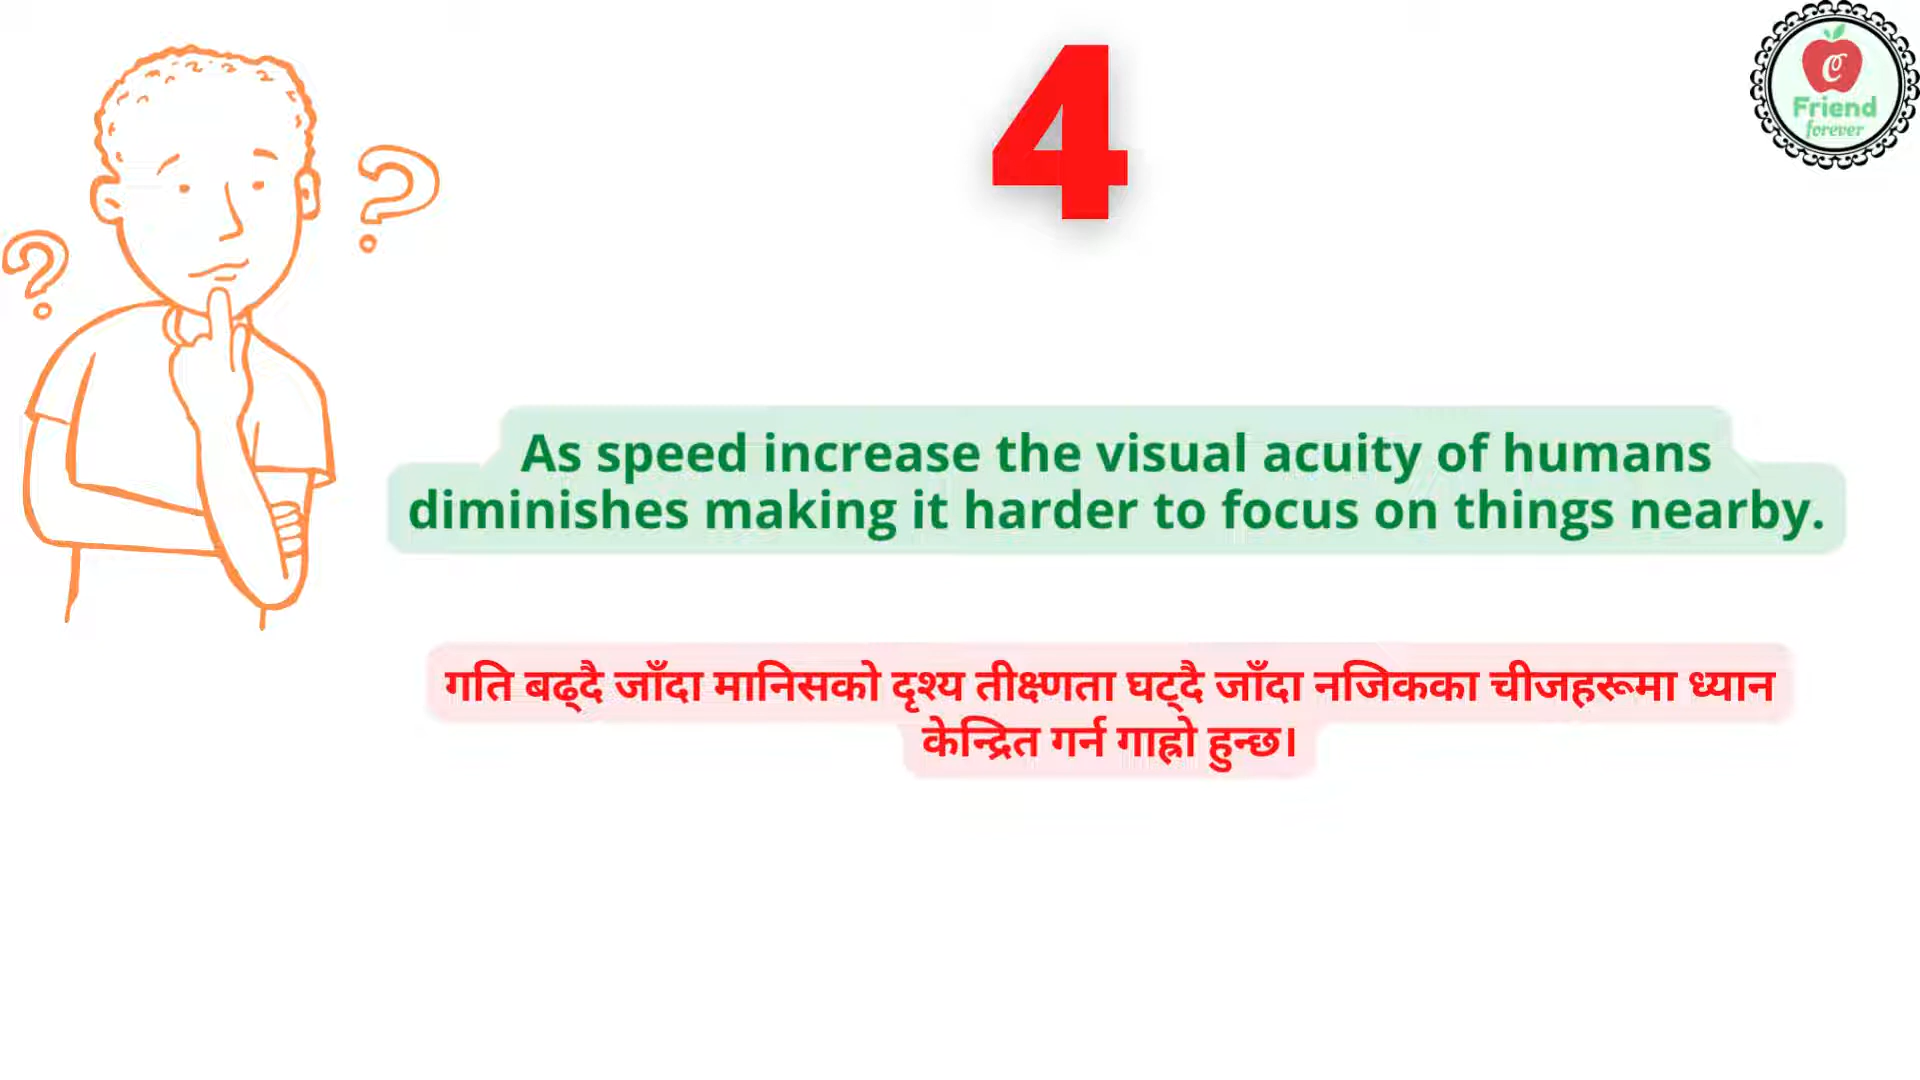 4
C
Friend
forever
As speed increase the visual acuity of humans
diminishes making it harder to focus on things nearby.
गति बढ्दै जाँदा मानिसको दृश्य तीक्ष्णता घट्दै जाँदा नजिकका चीजहरूमा ध्यान
केन्द्रित गर्न गाह्रो हुन्छ।